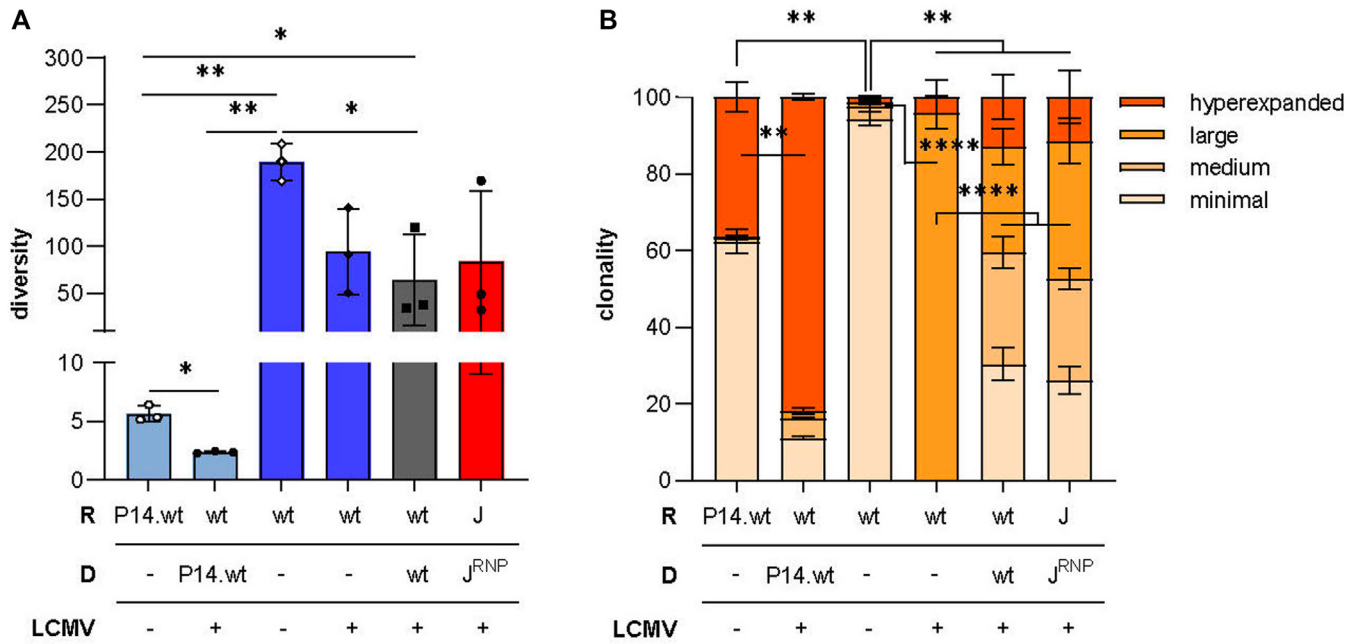 A
B
*
**
**
*
*
300
250
200
150
100
50
10
5
0
diversity
R P14.wt wt wt wt wt J
D - P14.wt - - wt J^RNP
LCMV - + - + + +
**
**
**
****
****
100
80
60
40
20
0
clonality
hyperexpanded
large
medium
minimal
R P14.wt wt wt wt wt J
D - P14.wt - - wt J^RNP
LCMV - + - + + +